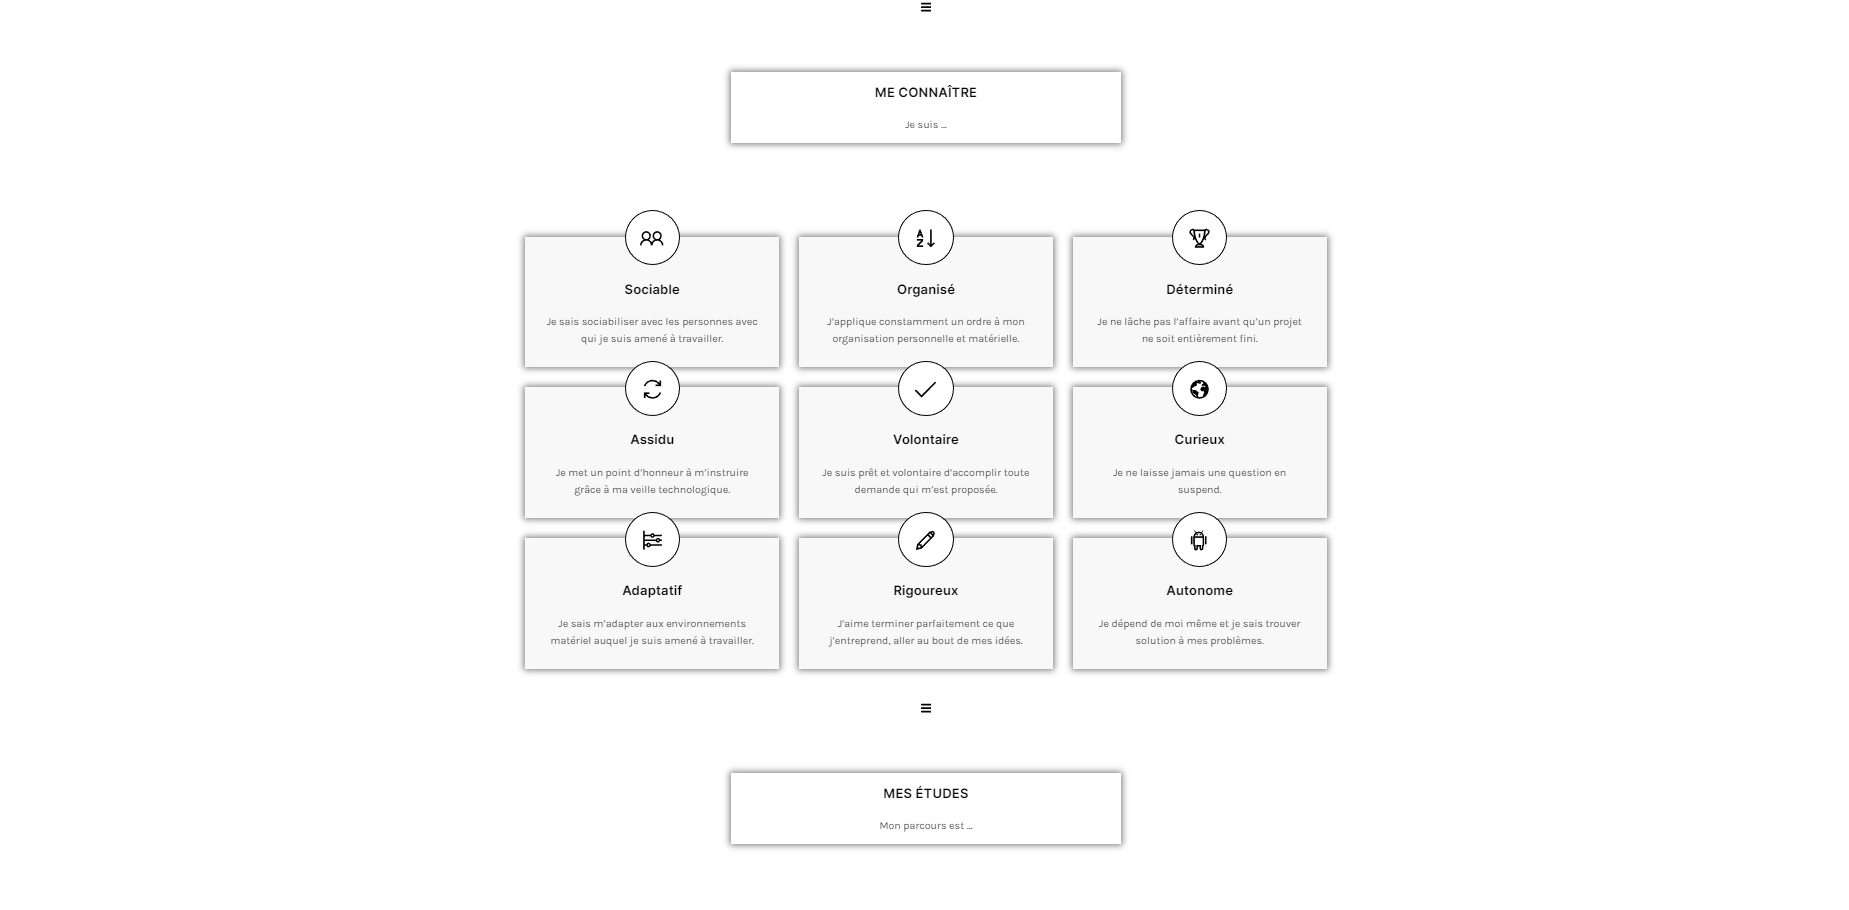 ME CONNAÎTRE
Je suis ...
Sociable
Je sais sociabiliser avec les personnes avec
qui je suis amené à travailler.
Organisé
J'applique constamment un ordre à mon
organisation personnelle et matérielle.
Déterminé
Je ne lâche pas l'affaire avant qu'un projet
ne soit entièrement fini.
Assidu
Je met un point d'honneur à m'instruire
grâce à ma veille technologique.
Volontaire
Je suis prêt et volontaire d'accomplir toute
demande qui m'est proposée.
Curieux
Je ne laisse jamais une question en
suspend.
Adaptatif
Je sais m'adapter aux environnements
matériel auquel je suis amené à travailler.
Rigoureux
J'aime terminer parfaitement ce que
j'entreprend, aller au bout de mes idées.
Autonome
Je dépend de moi même et je sais trouver
solution à mes problèmes.
MES ÉTUDES
Mon parcours est ...